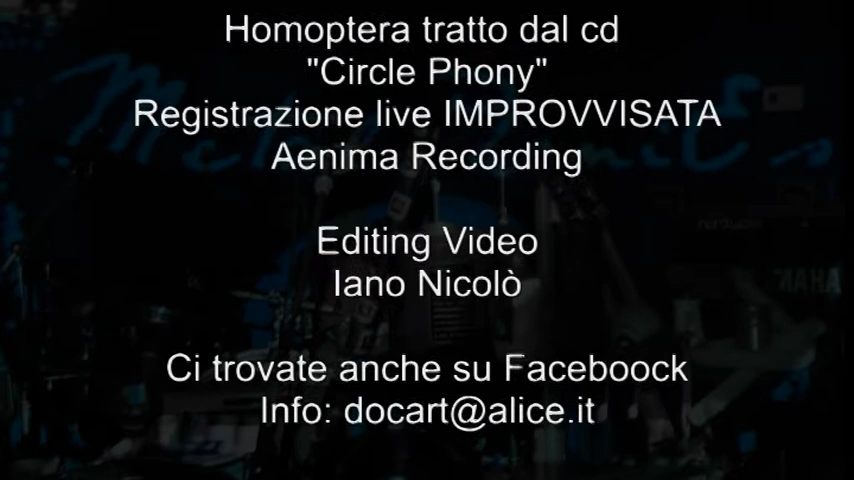 Homoptera tratto dal cd
"Circle Phony"
Registrazione live IMPROVVISATA
Aenima Recording
Editing Video
Iano Nicolò
Ci trovate anche su Faceboock
Info: docart@alice.it